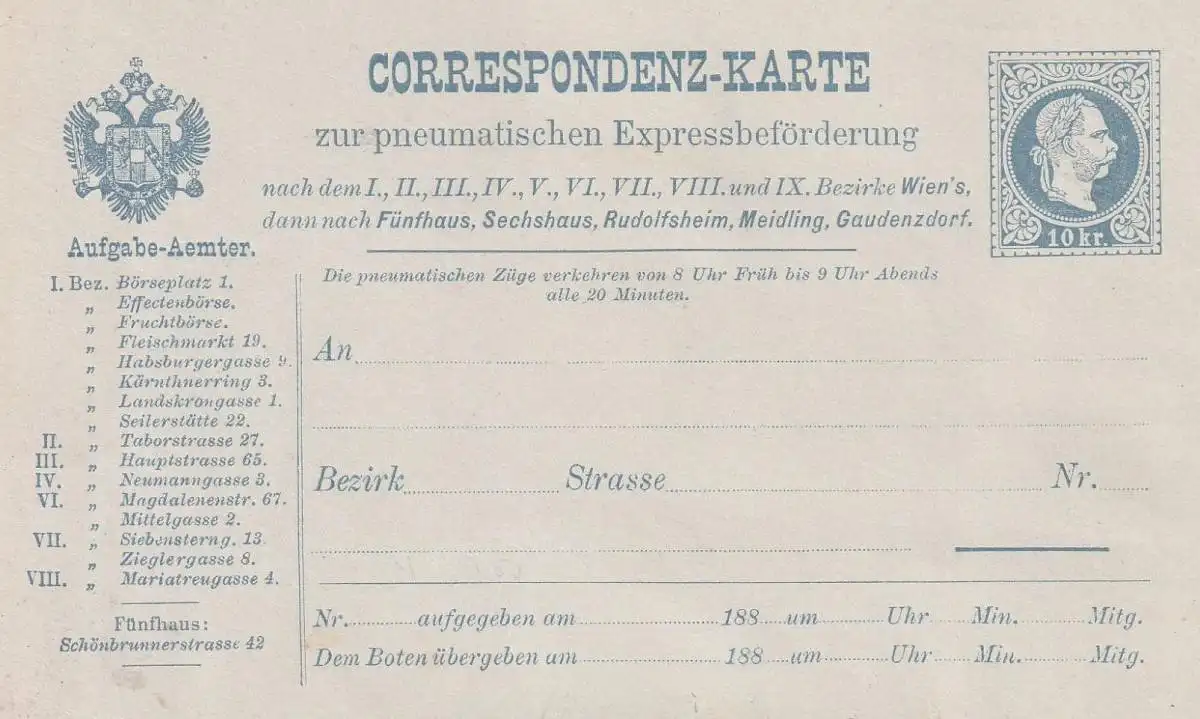 CORRESPONDENZ-KARTE
zur pneumatischen Expressbeförderung
nach dem I., II., III., IV., V., VI., VII., VIII. und IX. Bezirke Wien's,
dann nach Fünfhaus, Sechshaus, Rudolfsheim, Meidling, Gaudenzdorf.
10 kr.
Die pneumatischen Züge verkehren von 8 Uhr Früh bis 9 Uhr Abends
alle 20 Minuten.
Aufgabe-Aemter.
I. Bez. Börseplatz 1.
„ Effectenbörse.
„ Fruchtbörse.
„ Fleischmarkt 19.
„ Habsburgergasse 9.
„ Kärnthnerring 3.
„ Landskrongasse 1.
„ Seilerstätte 22.
II. „ Taborstrasse 27.
III. „ Hauptstrasse 65.
IV. „ Neumanngasse 3.
VI. „ Magdalenenstr. 67.
„ Mittelgasse 2.
VII. „ Siebensterng. 13.
„ Zieglergasse 8.
VIII. „ Mariatreugasse 4.
Fünfhaus:
Schönbrunnerstrasse 42
An
Bezirk Strasse Nr.
Nr. aufgegeben am 188 um Uhr Min. Mitg.
Dem Boten übergeben am 188 um Uhr Min. Mitg.